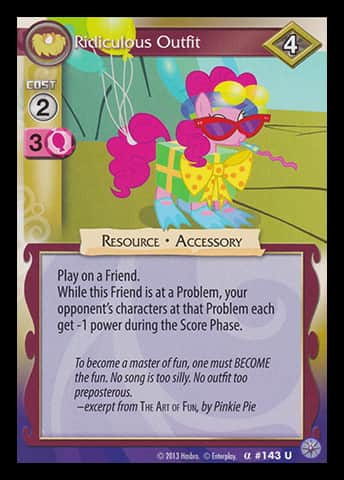 Ridiculous Outfit
4
COST
2
3
RESOURCE • ACCESSORY
Play on a Friend.
While this Friend is at a Problem, your
opponent's characters at that Problem each
get -1 power during the Score Phase.
To become a master of fun, one must BECOME
the fun. No song is too silly. No outfit too
preposterous.
–excerpt from THE ART OF FUN, by Pinkie Pie
© 2013 Hasbro. © Enterplay. α #143 U